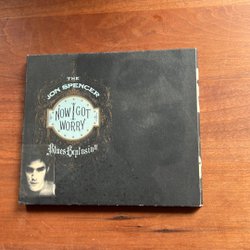 THE
JON SPENCER
NOW I GOT
WORRY
Blues Explosion